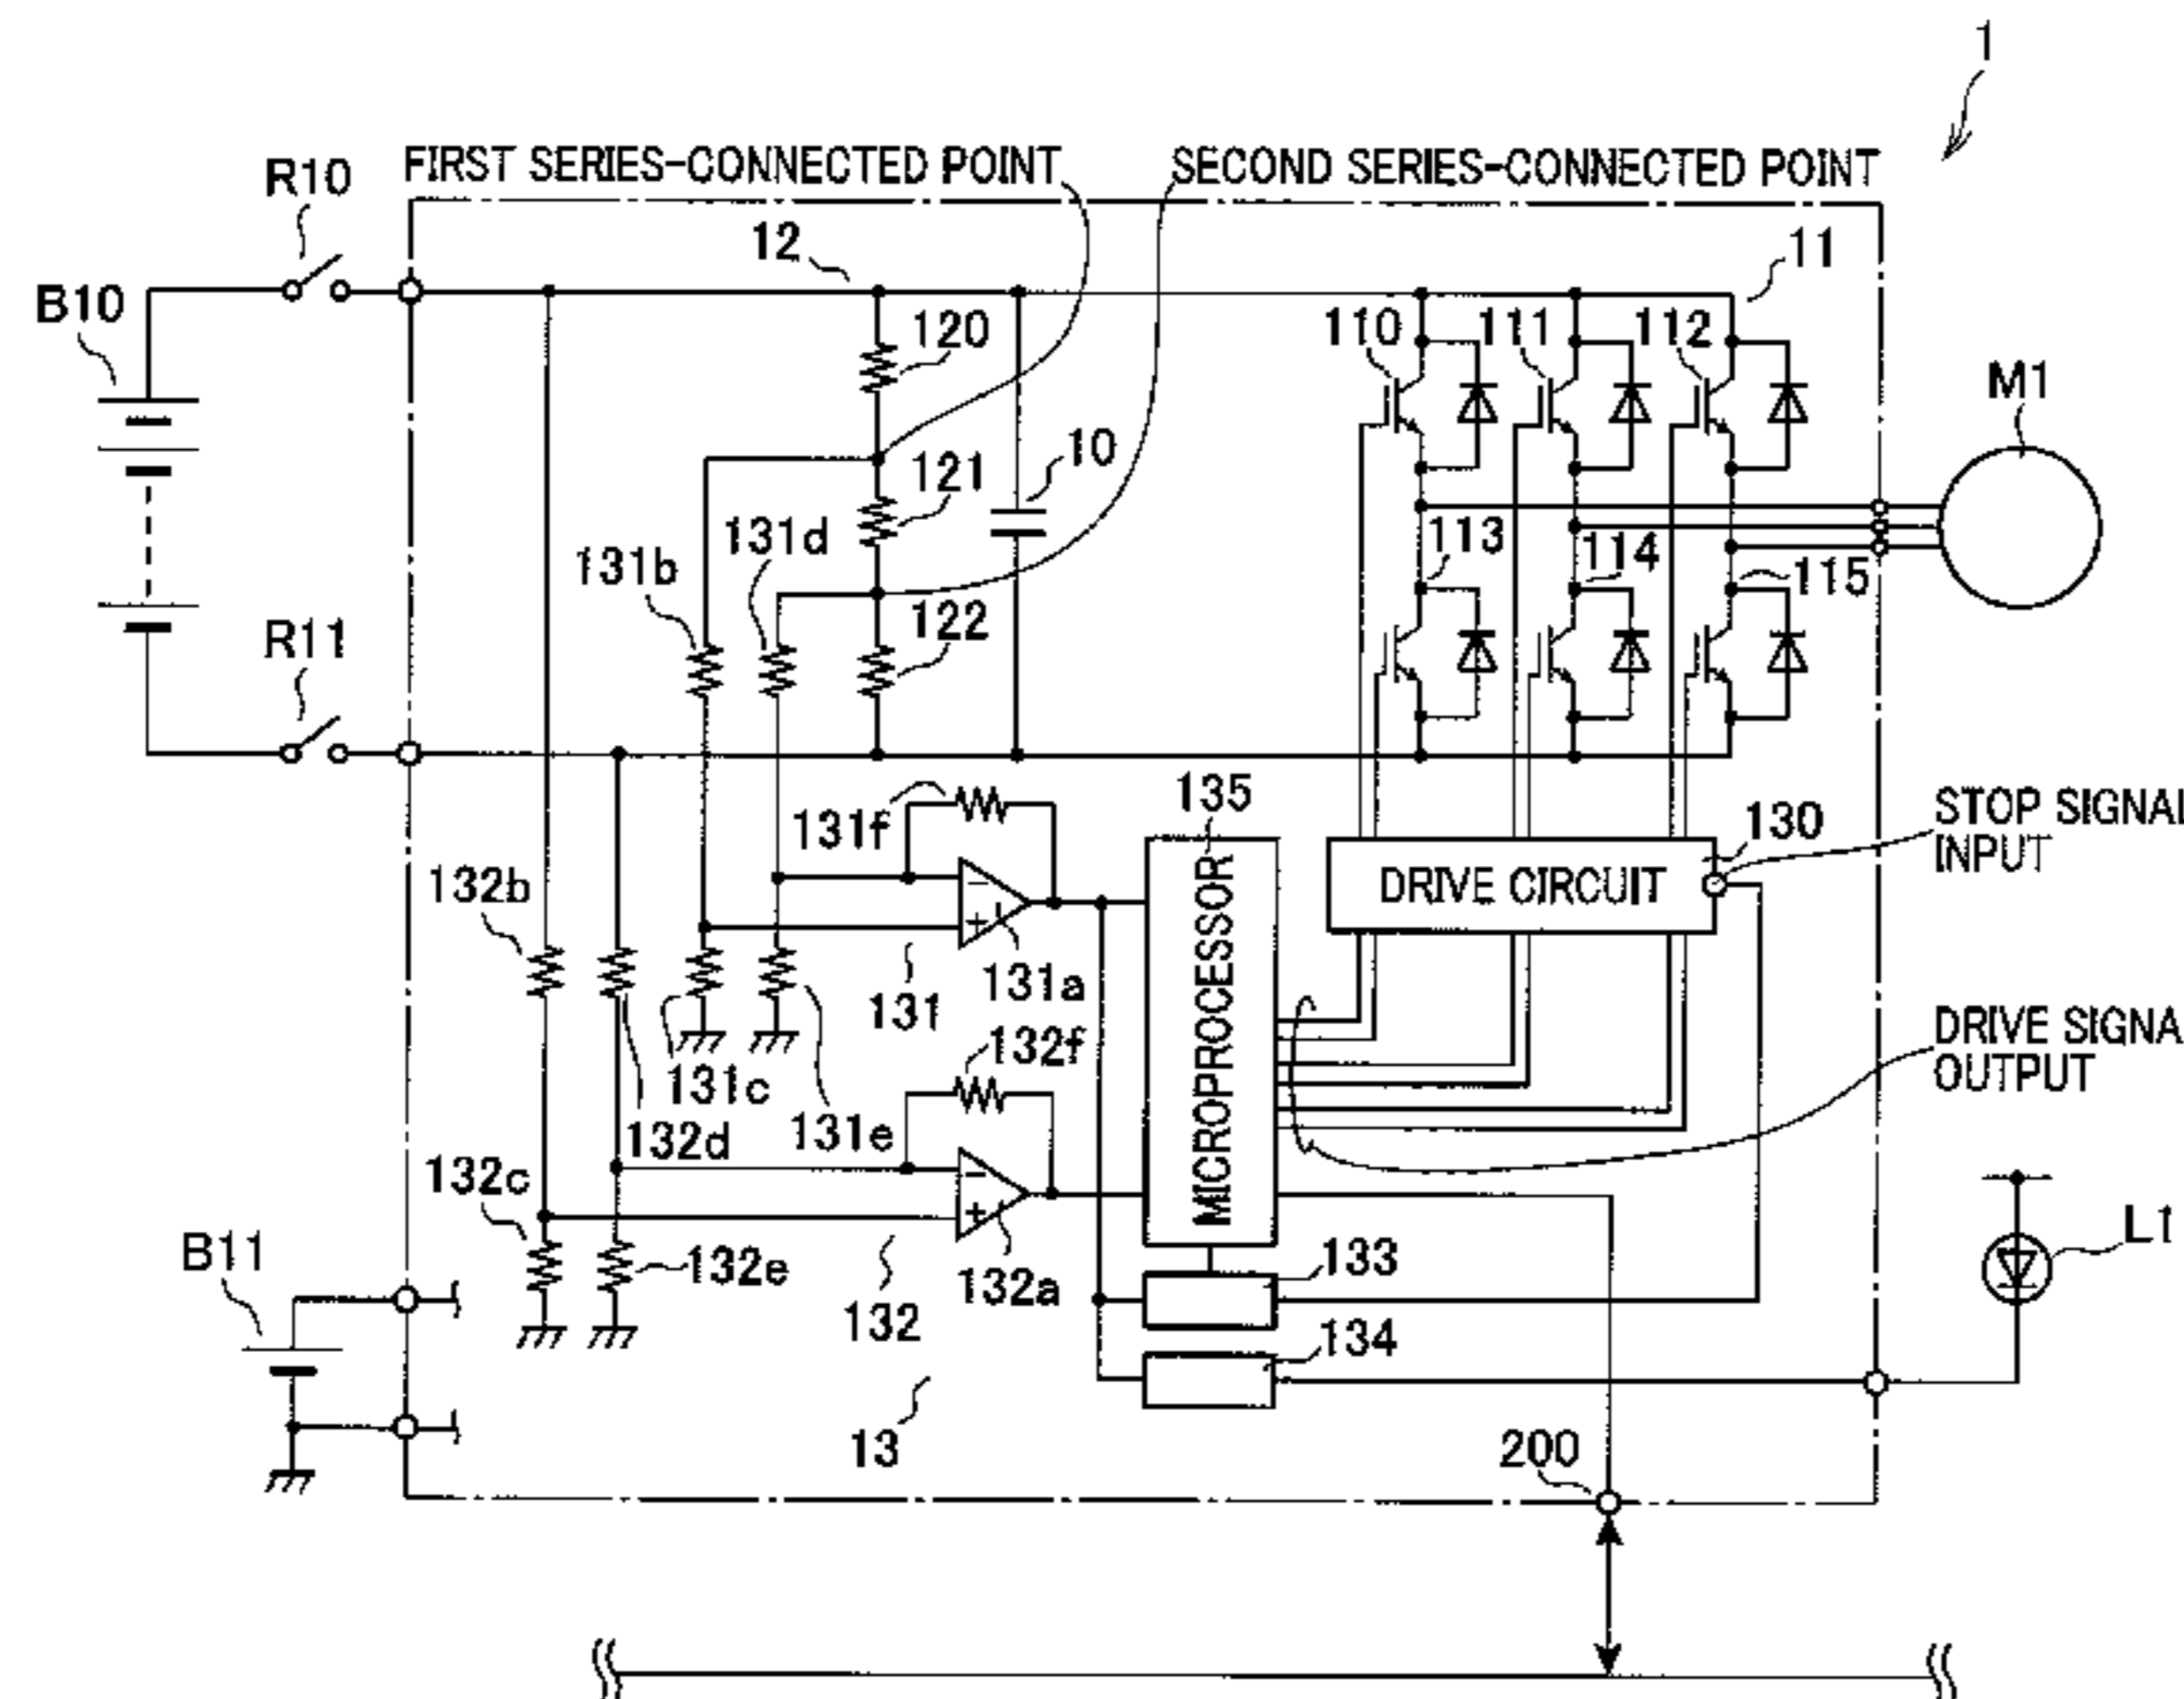 1
FIRST SERIES-CONNECTED POINT
SECOND SERIES-CONNECTED POINT
R10
12
11
B10
120
110
111
112
M1
10
121
131d
113
114
131b
115
122
R11
135
STOP SIGNAL
INPUT
130
131f
DRIVE CIRCUIT
132b
MICROPROCESSOR
131a
131
DRIVE SIGNA
OUTPUT
132f
131c
131e
132d
132c
L1
B11
132e
132a
133
132
134
13
200